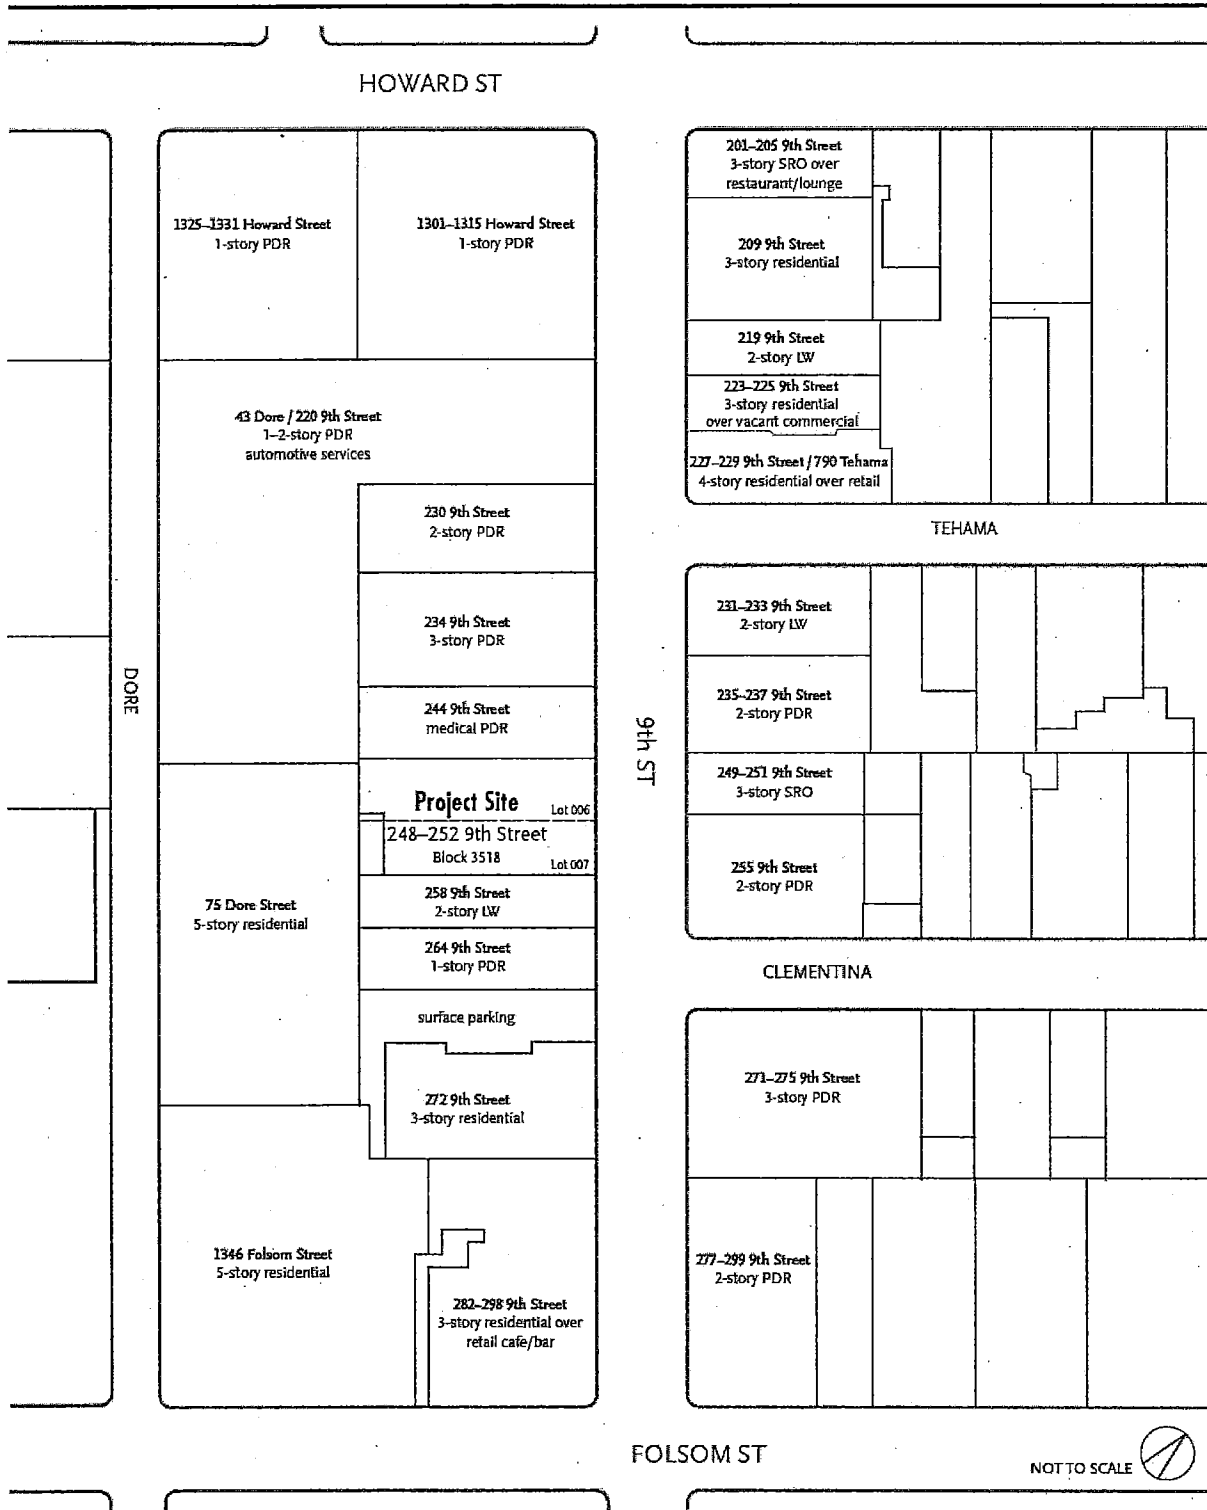 HOWARD ST
1325–1331 Howard Street
1-story PDR
1301–1315 Howard Street
1-story PDR
43 Dore / 220 9th Street
1–2-story PDR
automotive services
230 9th Street
2-story PDR
234 9th Street
3-story PDR
244 9th Street
medical PDR
Project Site
Lot 006
248–252 9th Street
Block 3518
Lot 007
258 9th Street
2-story LW
264 9th Street
1-story PDR
75 Dore Street
5-story residential
surface parking
272 9th Street
3-story residential
1346 Folsom Street
5-story residential
282–298 9th Street
3-story residential over
retail cafe/bar
DORE
9th ST
201–205 9th Street
3-story SRO over
restaurant/lounge
209 9th Street
3-story residential
219 9th Street
2-story LW
223–225 9th Street
3-story residential
over vacant commercial
227–229 9th Street / 790 Tehama
4-story residential over retail
TEHAMA
231–233 9th Street
2-story LW
235–237 9th Street
2-story PDR
249–251 9th Street
3-story SRO
255 9th Street
2-story PDR
CLEMENTINA
271–275 9th Street
3-story PDR
277–299 9th Street
2-story PDR
FOLSOM ST
NOT TO SCALE